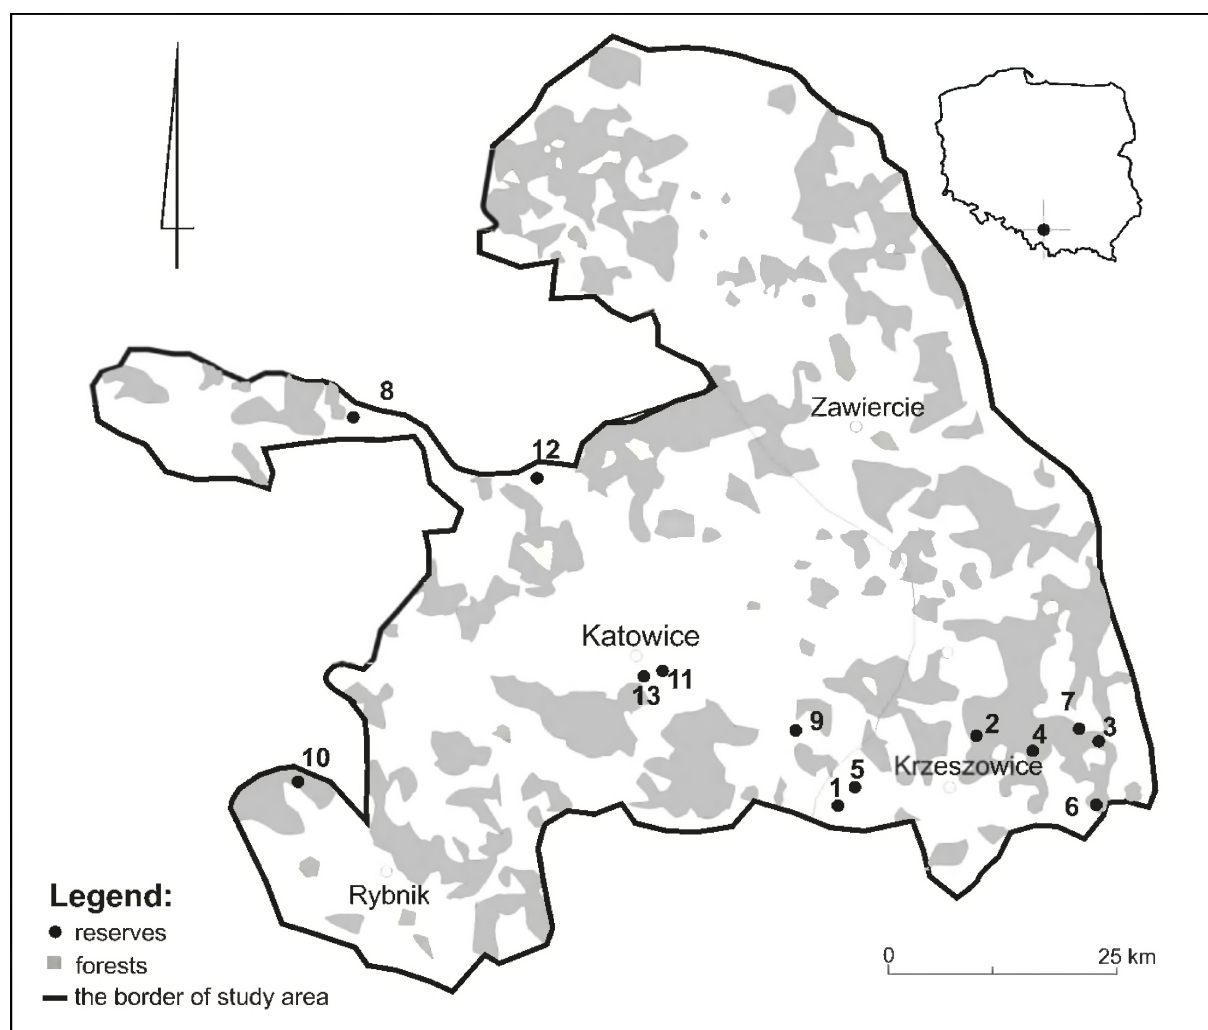 8
Zawiercie
12
Katowice
13
11
9
2
7
3
4
Krzeszowice
5
1
6
10
Rybnik
Legend:
reserves
forests
the border of study area
0
25 km